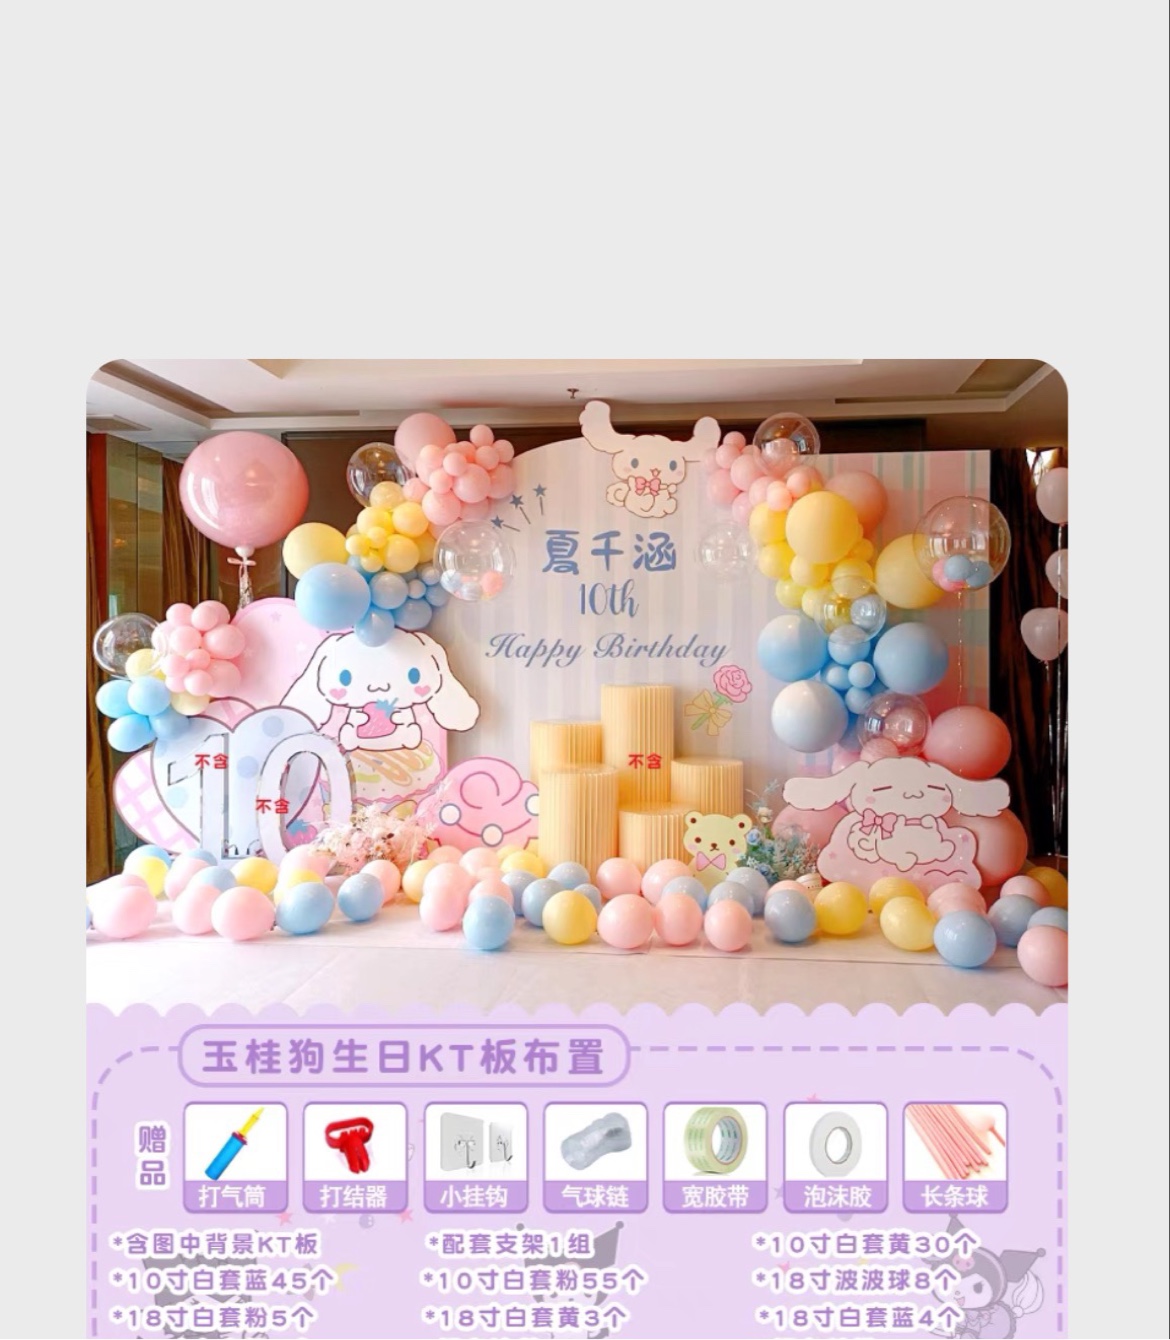 夏千涵
10th
Happy Birthday
10
不含
不含
不含
玉桂狗生日KT板布置
赠品
打气筒
打结器
小挂钩
气球链
宽胶带
泡沫胶
长条球
*含图中背景KT板
*配套支架1组
*10寸白套黄30个
*10寸白套蓝45个
*10寸白套粉55个
*18寸波波球8个
*18寸白套粉5个
*18寸白套黄3个
*18寸白套蓝4个